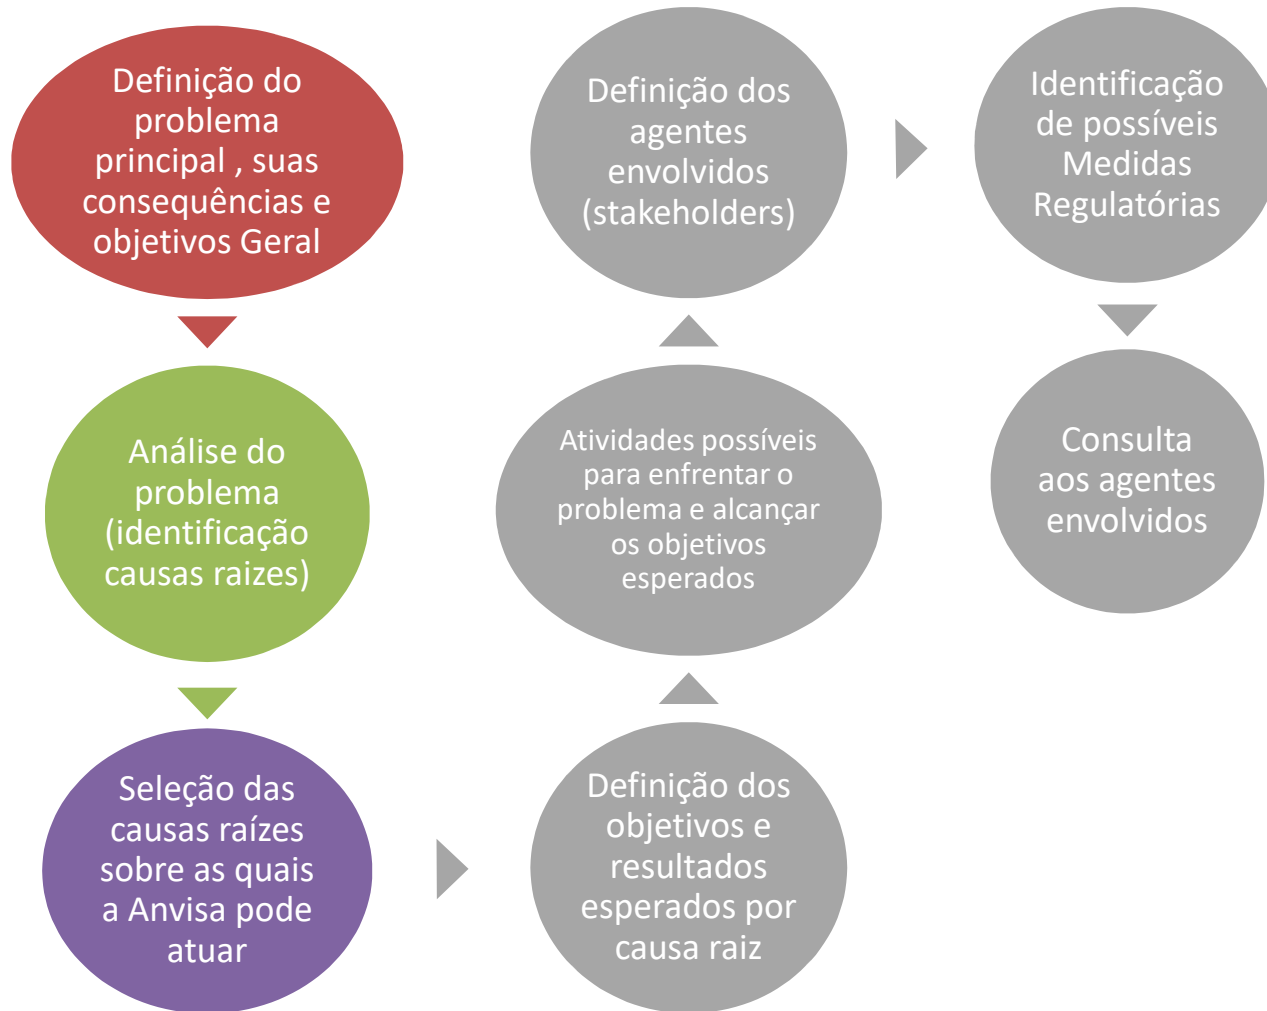 Definição do
problema
principal , suas
consequências e
objetivos Geral
Análise do
problema
(identificação
causas raizes)
Seleção das
causas raízes
sobre as quais
a Anvisa pode
atuar
Definição dos
objetivos e
resultados
esperados por
causa raiz
Atividades possíveis
para enfrentar o
problema e alcançar
os objetivos
esperados
Definição dos
agentes
envolvidos
(stakeholders)
Identificação
de possíveis
Medidas
Regulatórias
Consulta
aos agentes
envolvidos